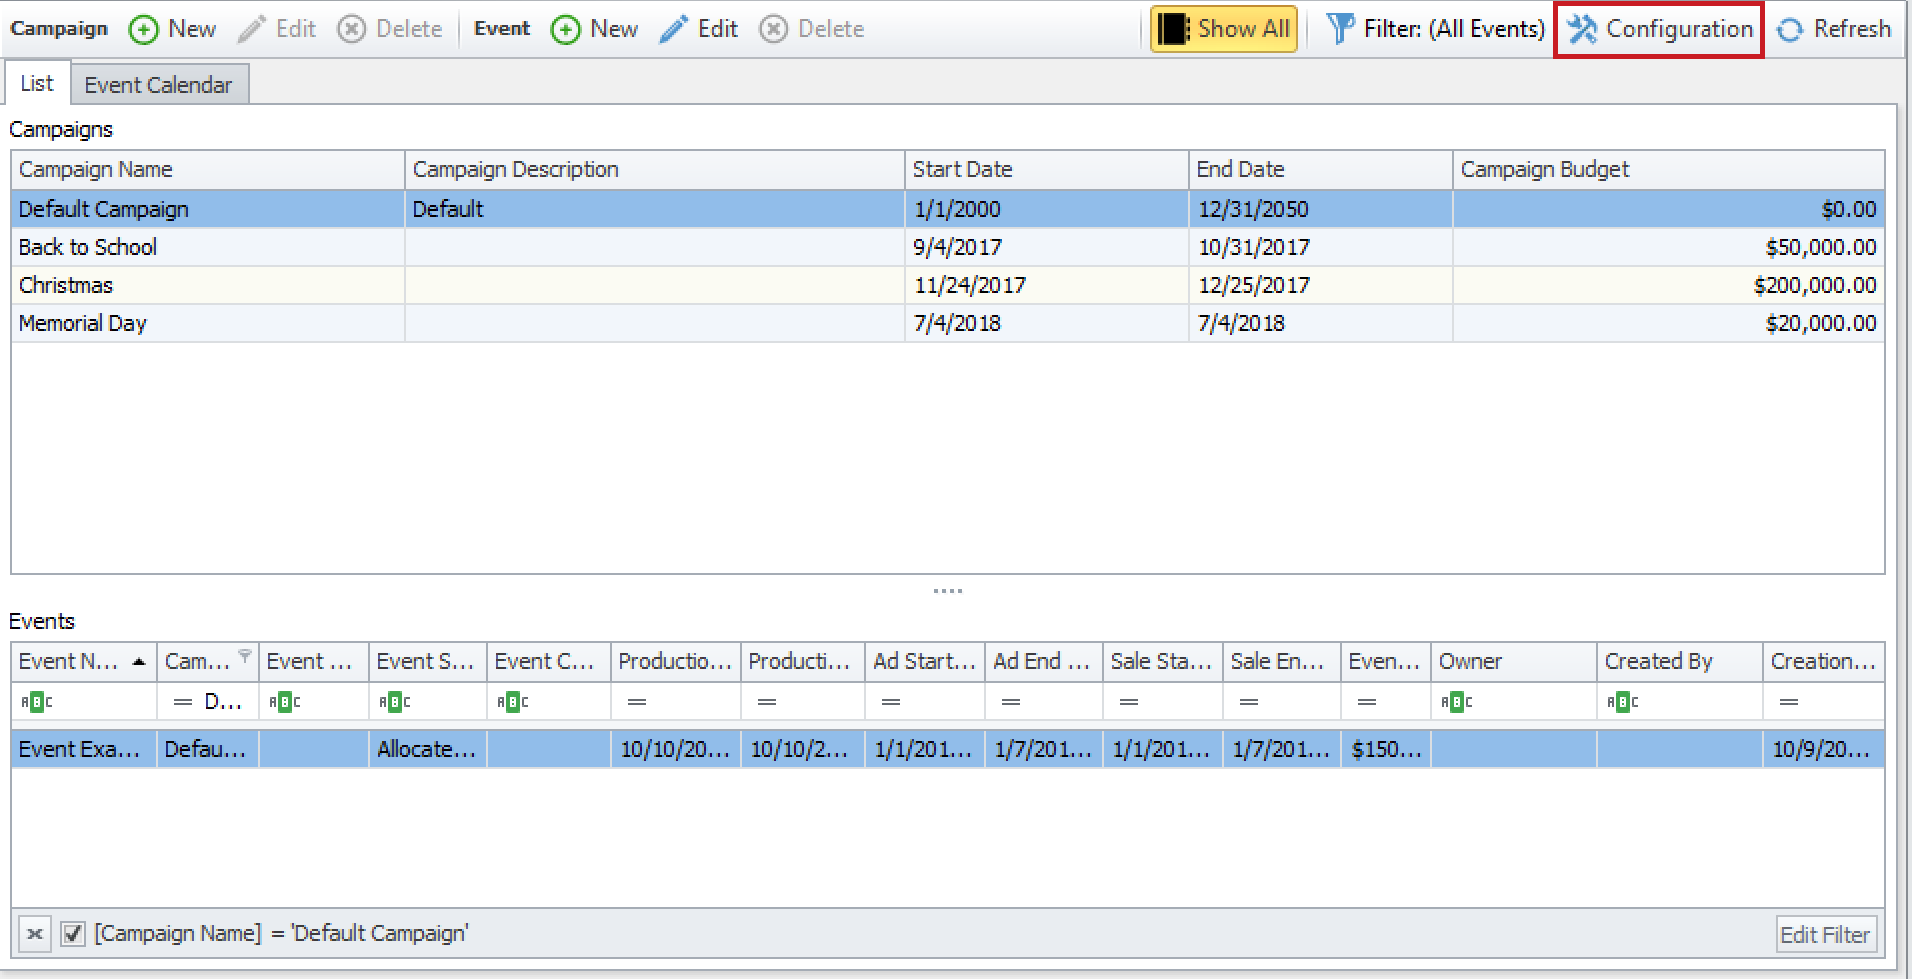 Campaign New Edit Delete Event New Edit Delete Show All Filter: (All Events) Configuration Refresh
List Event Calendar
Campaigns
Campaign Name Campaign Description Start Date End Date Campaign Budget
Default Campaign Default 1/1/2000 12/31/2050 $0.00
Back to School 9/4/2017 10/31/2017 $50,000.00
Christmas 11/24/2017 12/25/2017 $200,000.00
Memorial Day 7/4/2018 7/4/2018 $20,000.00
Events
Event N... Cam... Event ... Event S... Event C... Productio... Producti... Ad Start... Ad End ... Sale Sta... Sale En... Even... Owner Created By Creation...
ABC = D... ABC ABC ABC = = = = = = = ABC ABC =
Event Exa... Defau... Allocate... 10/10/20... 10/10/2... 1/1/201... 1/7/201... 1/1/201... 1/7/201... $150... 10/9/20...
[Campaign Name] = 'Default Campaign' Edit Filter